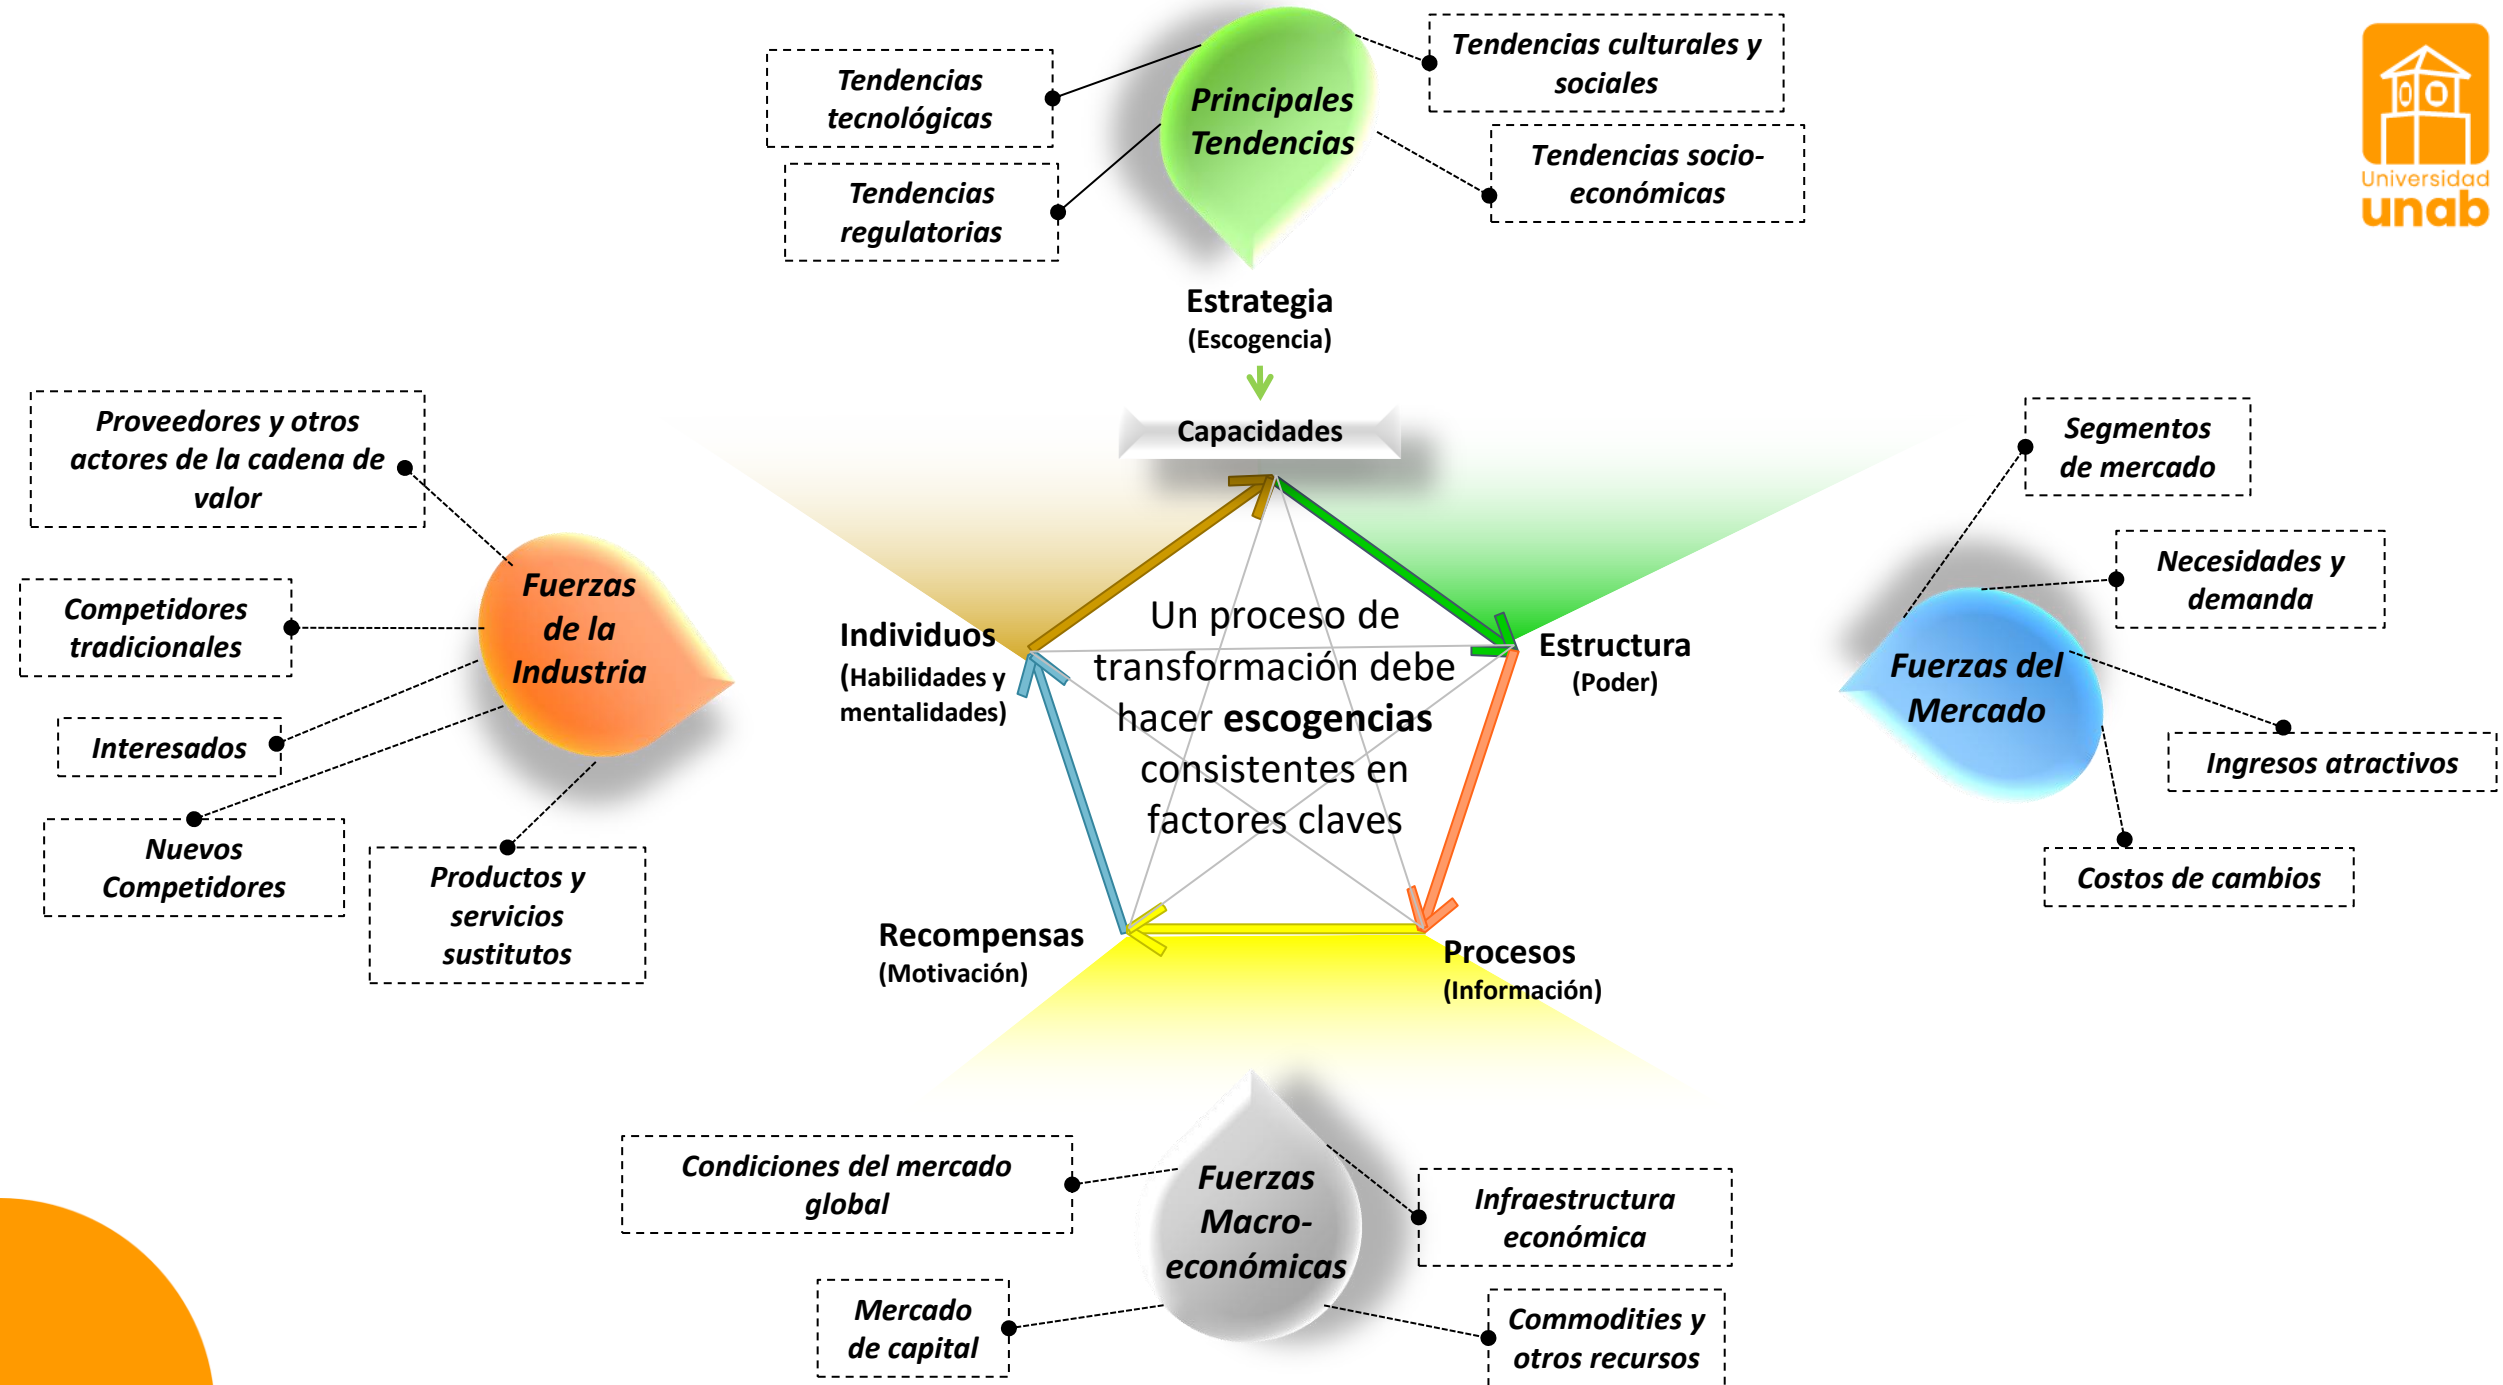 Tendencias
tecnológicas
Tendencias
regulatorias
Principales
Tendencias
Tendencias culturales y
sociales
Tendencias socio-
económicas
Universidad
unab
Estrategia
(Escogencia)
Capacidades
Proveedores y otros
actores de la cadena de
valor
Competidores
tradicionales
Interesados
Nuevos
Competidores
Productos y
servicios
sustitutos
Fuerzas
de la
Industria
Individuos
(Habilidades y
mentalidades)
Un proceso de
transformación debe
hacer escogencias
consistentes en
factores claves
Estructura
(Poder)
Recompensas
(Motivación)
Procesos
(Información)
Fuerzas del
Mercado
Segmentos
de mercado
Necesidades y
demanda
Ingresos atractivos
Costos de cambios
Condiciones del mercado
global
Mercado
de capital
Fuerzas
Macro-
económicas
Infraestructura
económica
Commodities y
otros recursos